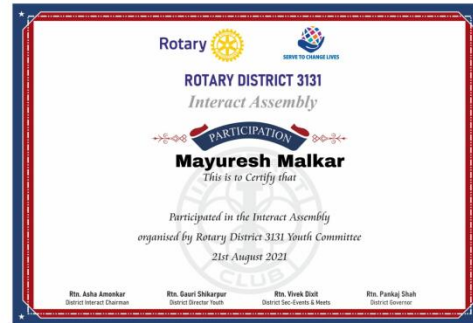 Rotary
SERVE TO CHANGE LIVES
ROTARY DISTRICT 3131
Interact Assembly
PARTICIPATION
Mayuresh Malkar
This is to Certify that
Participated in the Interact Assembly
organised by Rotary District 3131 Youth Committee
21st August 2021
CLUB
Rtn. Asha Amonkar Rtn. Gauri Shikarpur Rtn. Vivek Dixit Rtn. Pankaj Shah
District Interact Chairman District Director Youth District Sec-Events & Meets District Governor